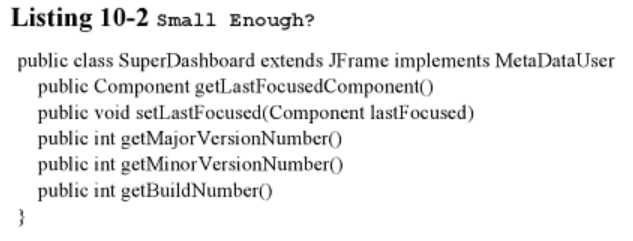 Listing 10-2 Small Enough?
public class SuperDashboard extends JFrame implements MetaDataUser
public Component getLastFocusedComponent()
public void setLastFocused(Component lastFocused)
public int getMajorVersionNumber()
public int getMinorVersionNumber()
public int getBuildNumber()
}